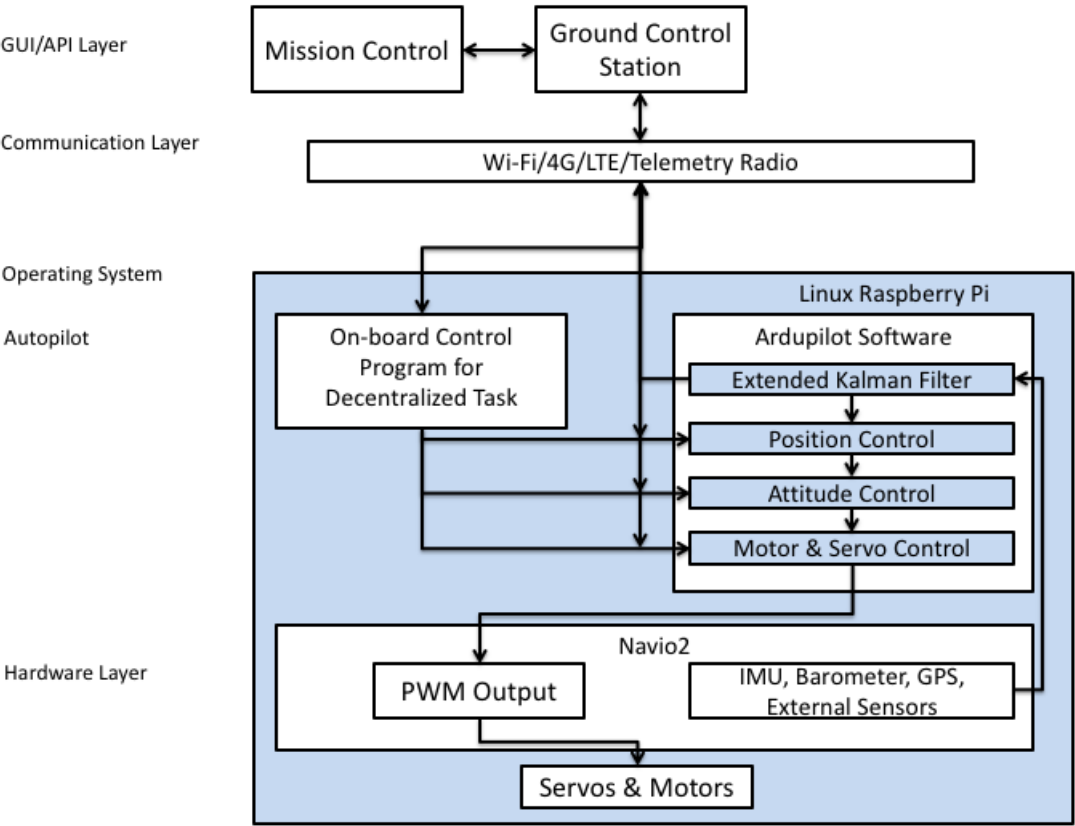 GUI/API Layer
Mission Control
Ground Control
Station
Communication Layer
Wi-Fi/4G/LTE/Telemetry Radio
Operating System
Linux Raspberry Pi
Autopilot
On-board Control
Program for
Decentralized Task
Ardupilot Software
Extended Kalman Filter
Position Control
Attitude Control
Motor & Servo Control
Hardware Layer
Navio2
PWM Output
IMU, Barometer, GPS,
External Sensors
Servos & Motors